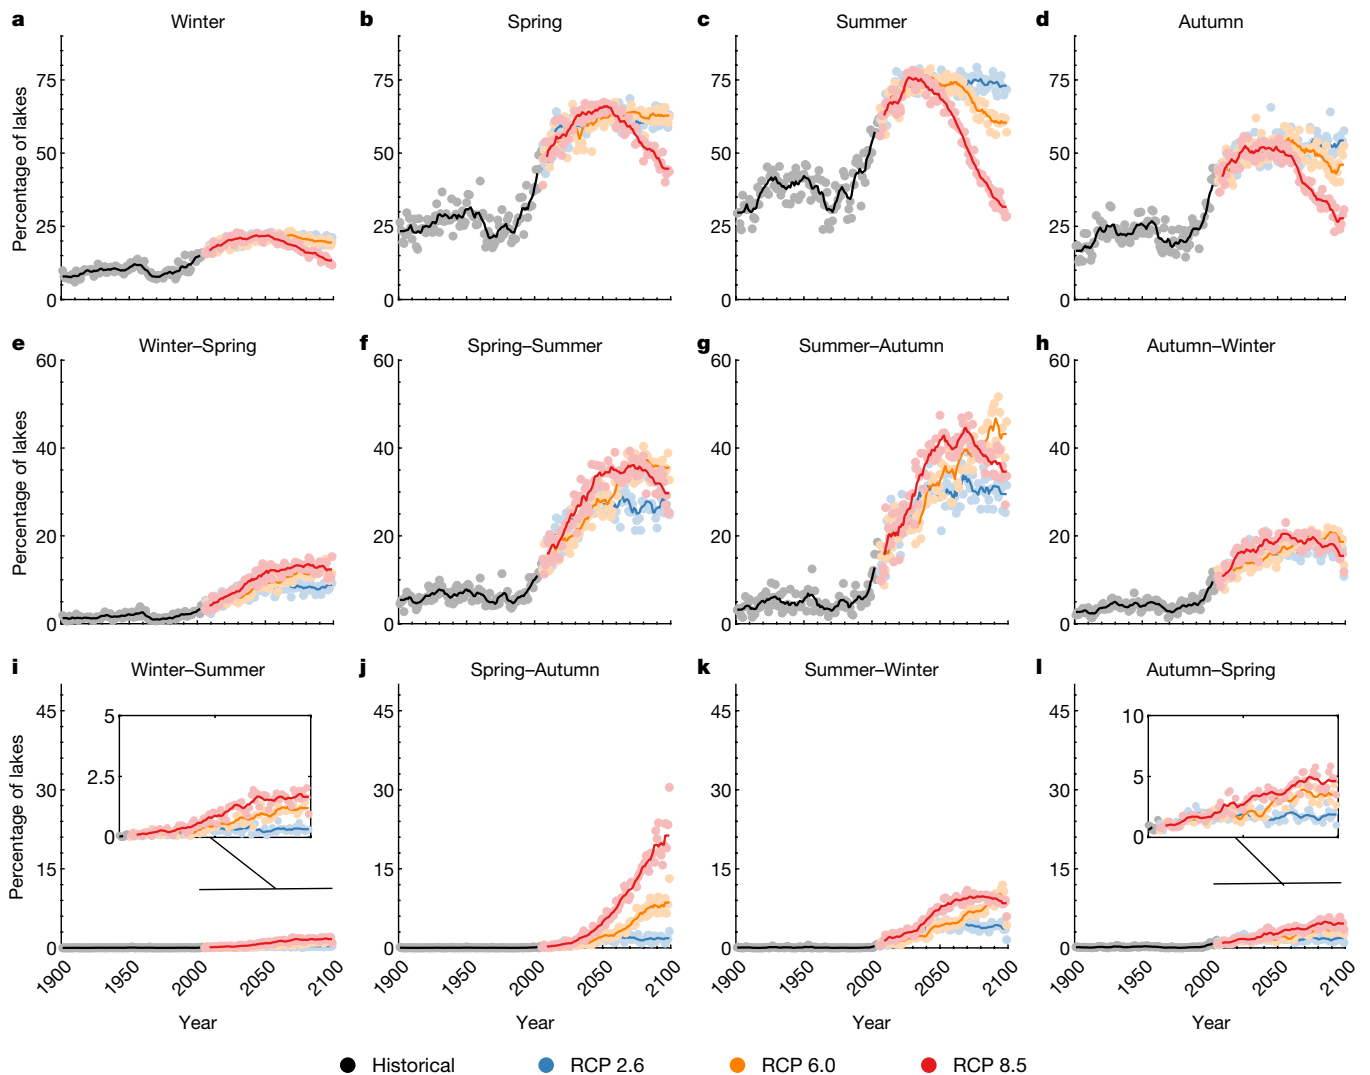 a Winter b Spring c Summer d Autumn
Percentage of lakes
75 75 75 75
50 50 50 50
25 25 25 25
0 0 0 0
e Winter–Spring f Spring–Summer g Summer–Autumn h Autumn–Winter
Percentage of lakes
60 60 60 60
40 40 40 40
20 20 20 20
0 0 0 0
i Winter–Summer j Spring–Autumn k Summer–Winter l Autumn–Spring
Percentage of lakes
45 45 45 45
30 30 30 30
15 15 15 15
0 0 0 0
5 10
2.5 5
0 0
1900 1950 2000 2050 2100 1900 1950 2000 2050 2100 1900 1950 2000 2050 2100 1900 1950 2000 2050 2100
Year Year Year Year
Historical RCP 2.6 RCP 6.0 RCP 8.5